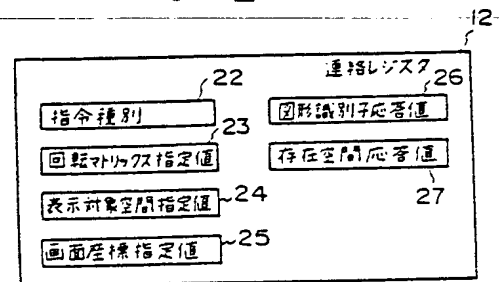 12
連絡レジスタ
22
指令種別
26
図形識別子応答値
23
回転マトリックス指定値
存在空間応答値
27
24
表示対象空間指定値
25
画面座標指定値